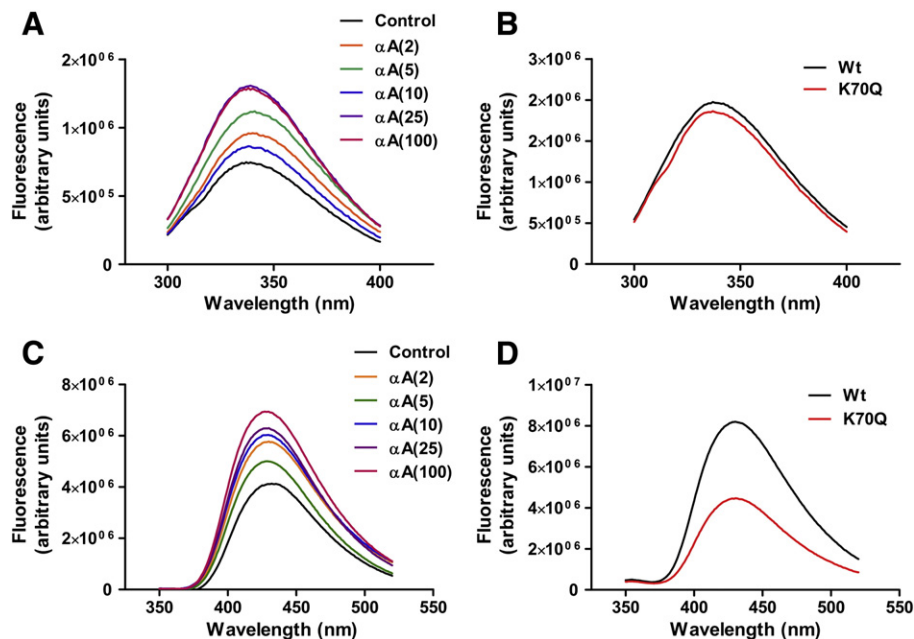 A
Fluorescence
(arbitrary units)
2×10⁰⁶
1×10⁰⁶
5×10⁰⁵
0
300
350
400
Wavelength (nm)
Control
αA(2)
αA(5)
αA(10)
αA(25)
αA(100)
B
Fluorescence
(arbitrary units)
2×10⁰⁶
2×10⁰⁶
1×10⁰⁶
1×10⁰⁶
5×10⁰⁵
0
300
350
400
Wavelength (nm)
Wt
K70Q
C
Fluorescence
(arbitrary units)
8×10⁰⁶
6×10⁰⁶
4×10⁰⁶
2×10⁰⁶
0
350
400
450
500
550
Wavelength (nm)
Control
αA(2)
αA(5)
αA(10)
αA(25)
αA(100)
D
Fluorescence
(arbitrary units)
1×10⁰⁷
8×10⁰⁶
6×10⁰⁶
4×10⁰⁶
2×10⁰⁶
0
350
400
450
500
550
Wavelength (nm)
Wt
K70Q